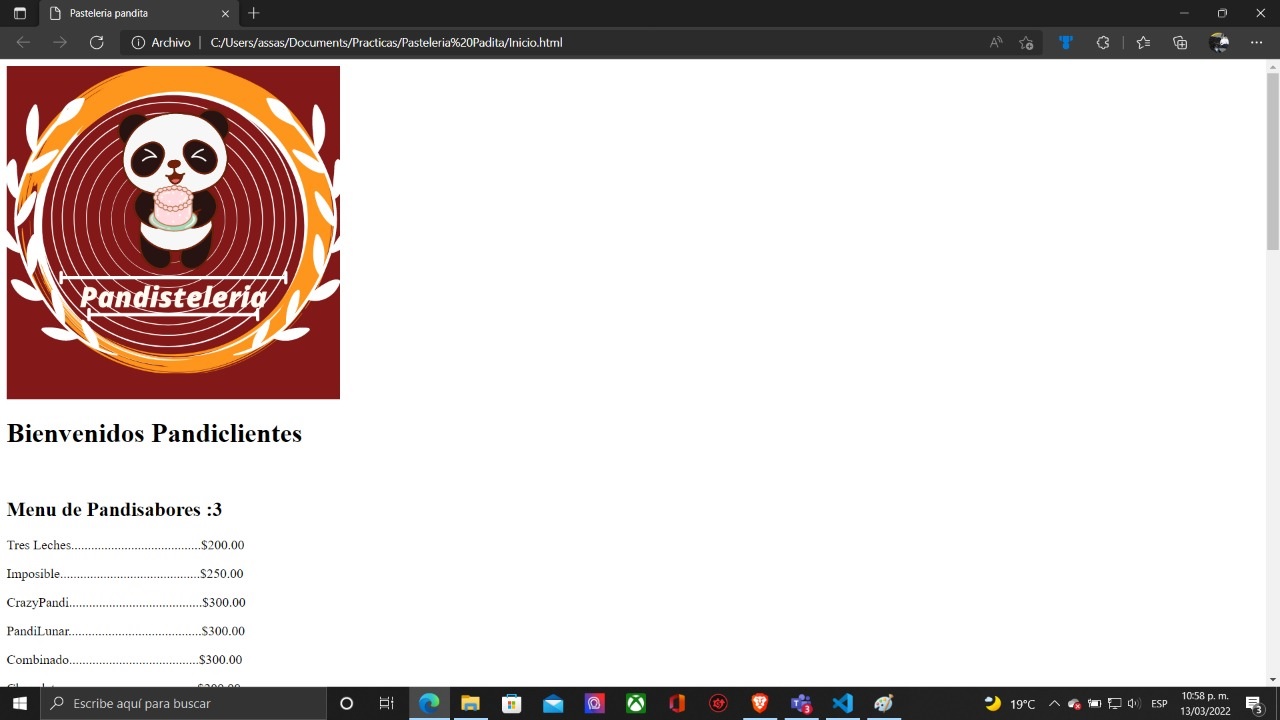 Pasteleria pandita
Archivo
C:/Users/assas/Documents/Practicas/Pasteleria%20Padita/Inicio.html
Pandisteleria
Bienvenidos Pandiclientes
Menu de Pandisabores :3
Tres Leches.......................................$200.00
Imposible..........................................$250.00
CrazyPandi........................................$300.00
PandiLunar........................................$300.00
Combinado.......................................$300.00
Escribe aquí para buscar
3
19°C
ESP
10:58 p. m.
13/03/2022
3